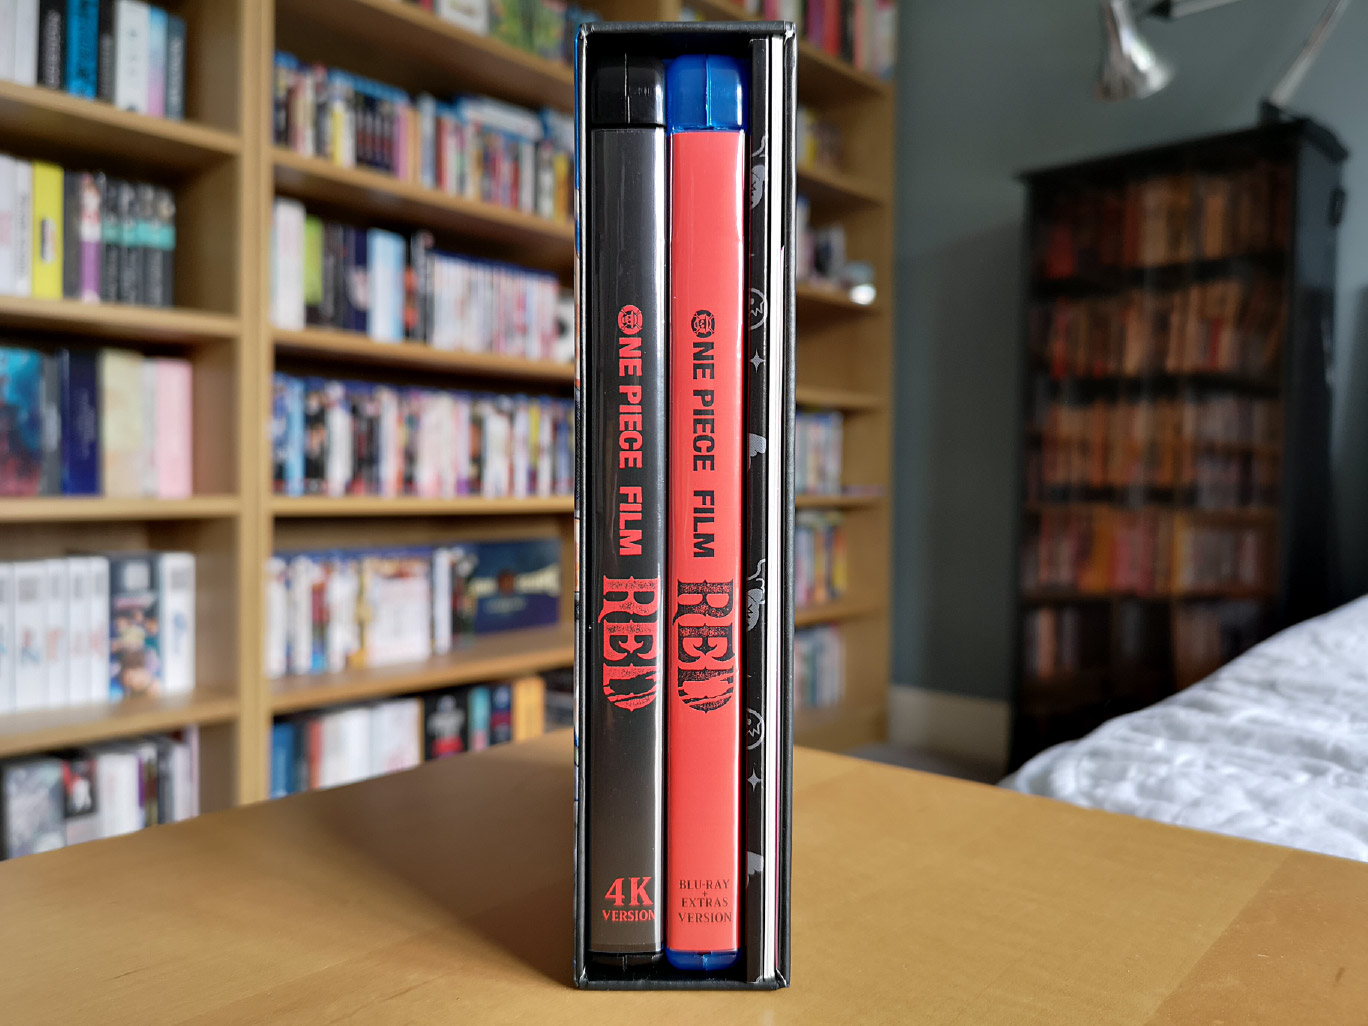 ONE PIECE FILM
RED
4K
VERSION
ONE PIECE FILM
RED
BLU-RAY
+
EXTRAS
VERSION